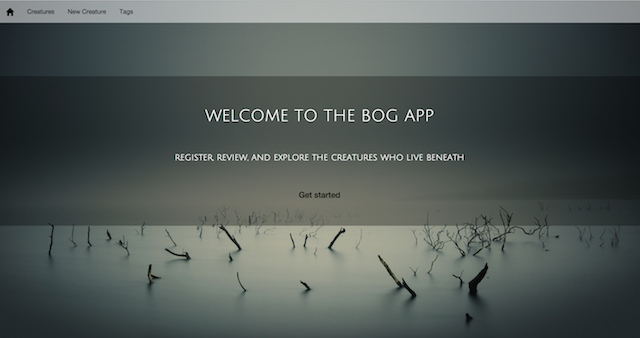 Creatures New Creature Tags
WELCOME TO THE BOG APP
REGISTER, REVIEW, AND EXPLORE THE CREATURES WHO LIVE BENEATH
Get started